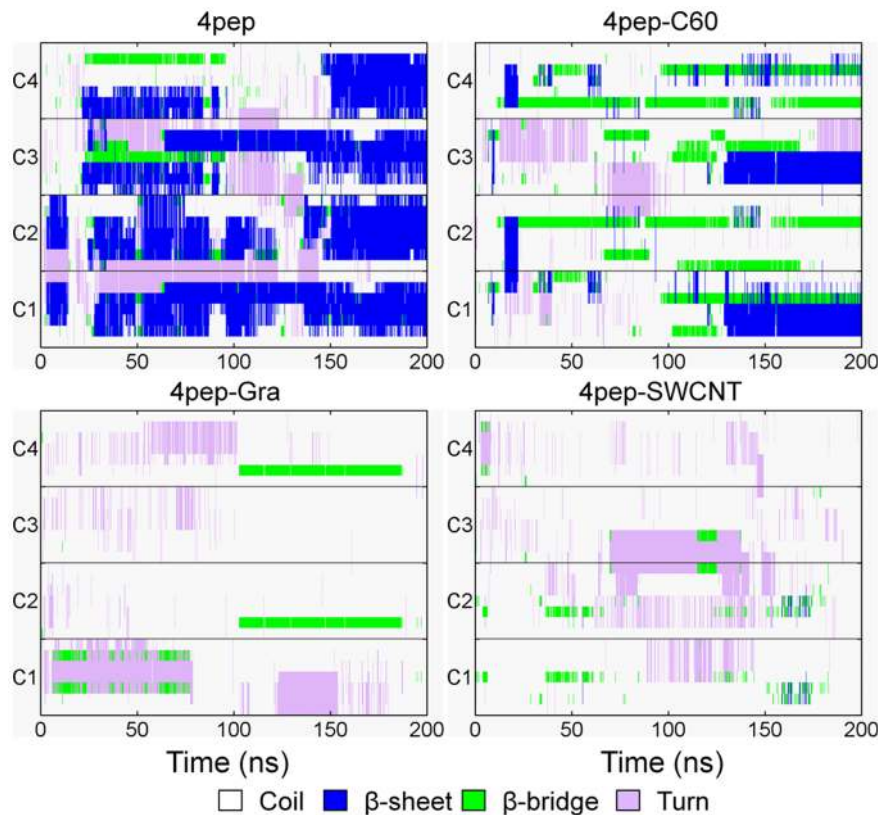 4pep 4pep-C60
C4 C4
C3 C3
C2 C2
C1 C1
0 50 100 150 200 0 50 100 150 200
4pep-Gra 4pep-SWCNT
C4 C4
C3 C3
C2 C2
C1 C1
0 50 100 150 200 0 50 100 150 200
Time (ns) Time (ns)
Coil β-sheet β-bridge Turn